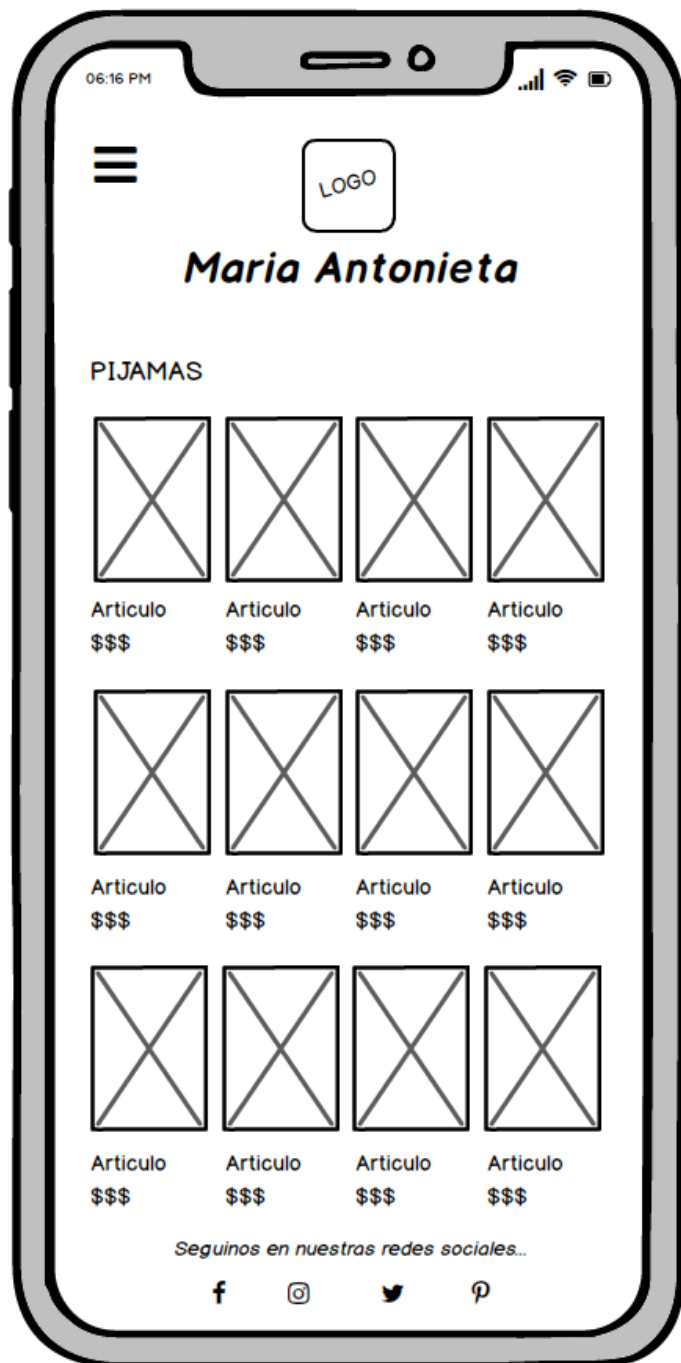 06:16 PM
LOGO
Maria Antonieta
PIJAMAS
Articulo Articulo Articulo Articulo
$$$ $$$ $$$ $$$
Articulo Articulo Articulo Articulo
$$$ $$$ $$$ $$$
Articulo Articulo Articulo Articulo
$$$ $$$ $$$ $$$
Seguinos en nuestras redes sociales...